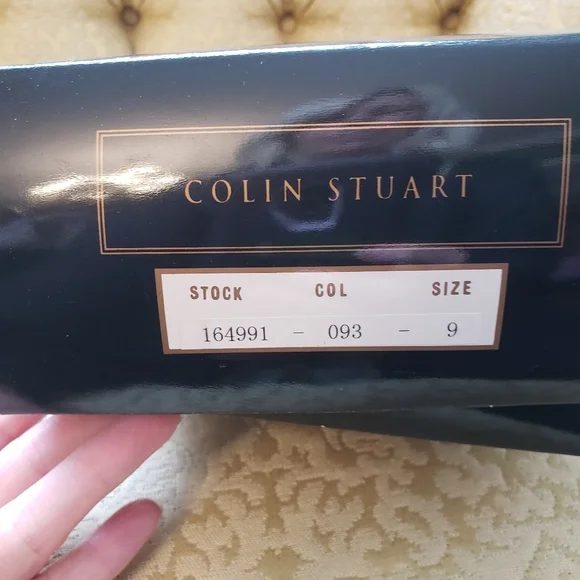 COLIN STUART
STOCK COL SIZE
164991 - 093 - 9